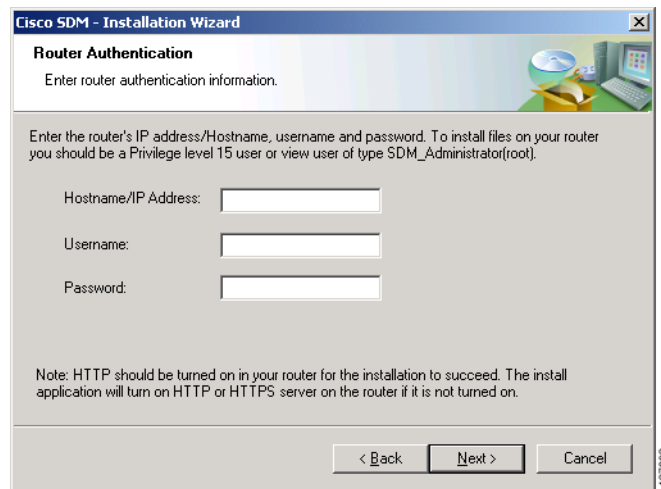 Cisco SDM - Installation Wizard
Router Authentication
Enter router authentication information.
Enter the router's IP address/Hostname, username and password. To install files on your router
you should be a Privilege level 15 user or view user of type SDM_Administrator(root).
Hostname/IP Address:
Username:
Password:
Note: HTTP should be turned on in your router for the installation to succeed. The install
application will turn on HTTP or HTTPS server on the router if it is not turned on.
< Back
Next >
Cancel